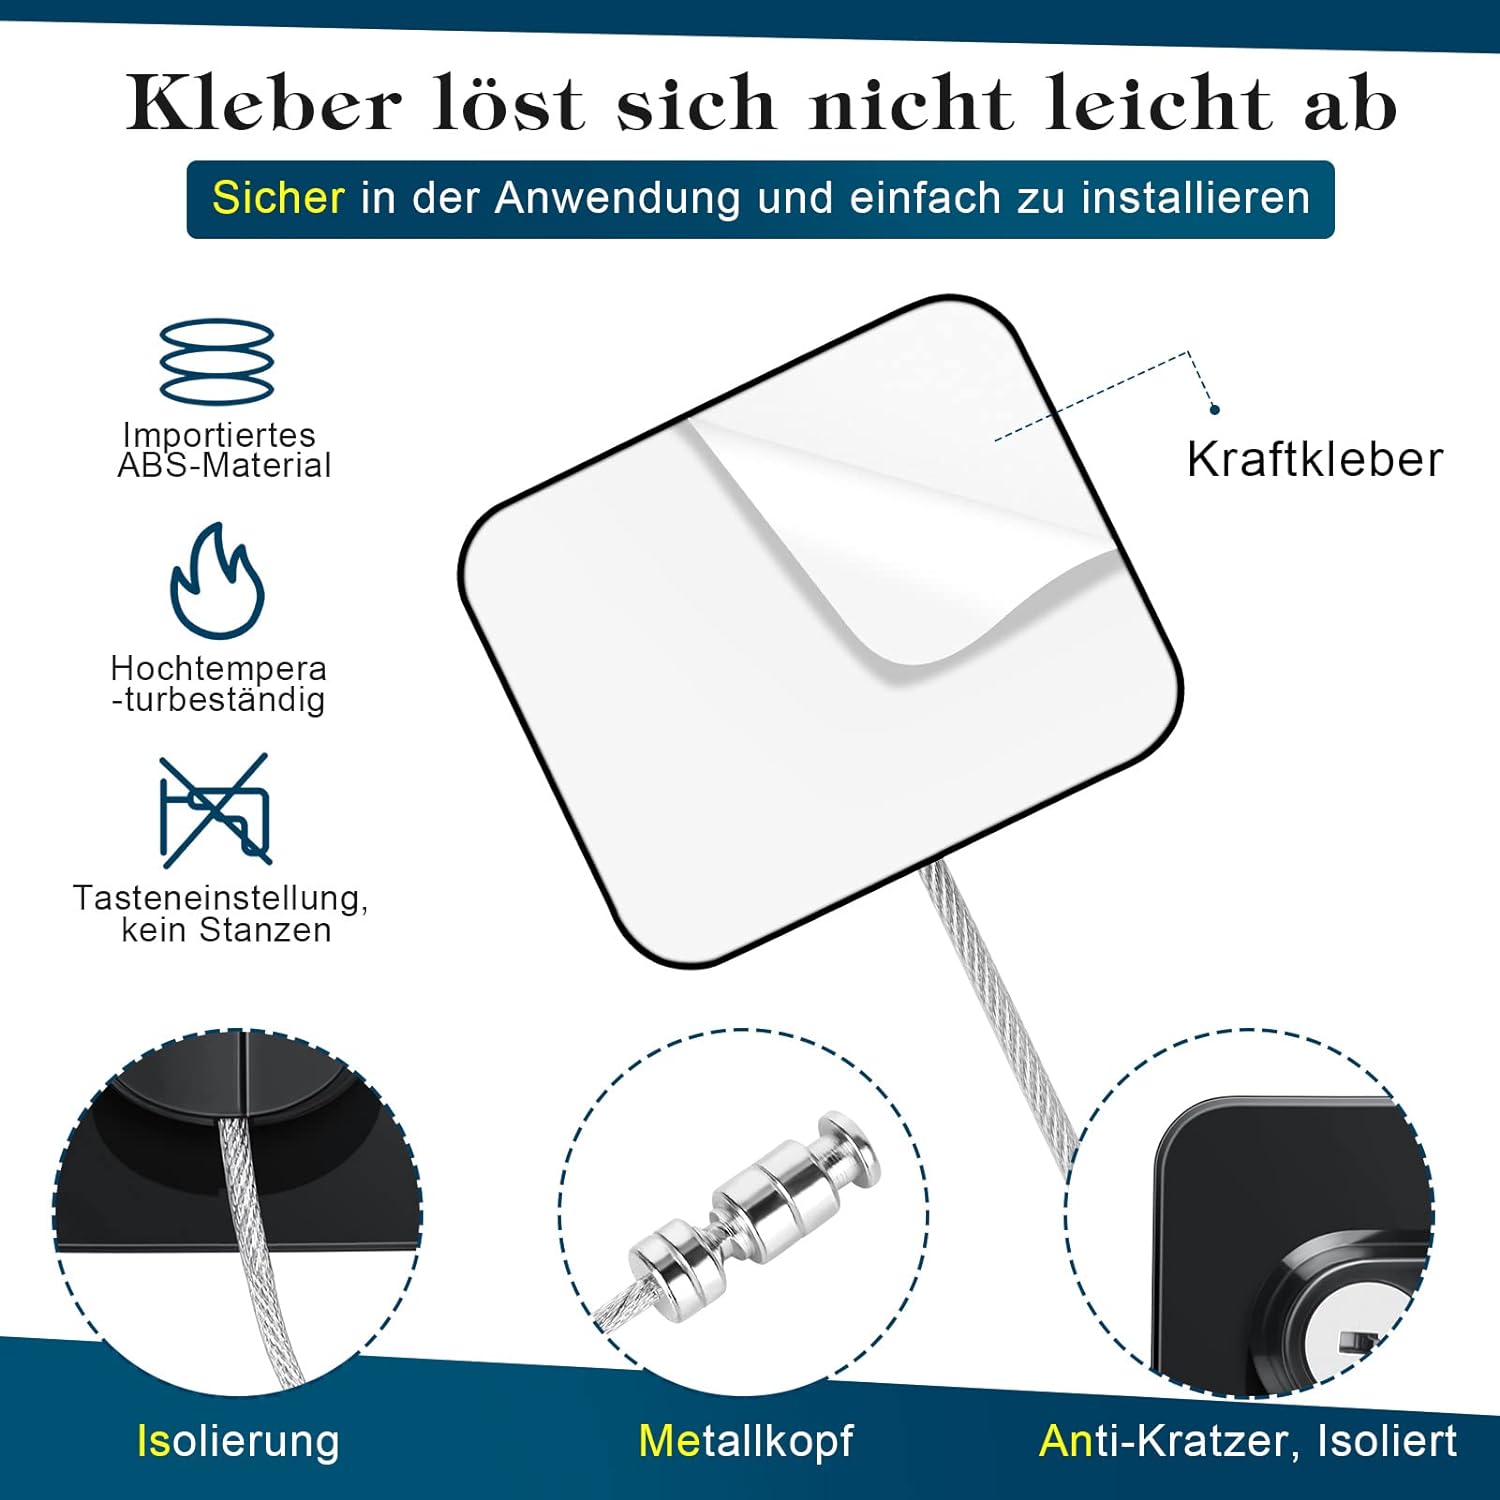 Kleber löst sich nicht leicht ab
Sicher in der Anwendung und einfach zu installieren
Importiertes
ABS-Material
Kraftkleber
Hochtempera
-turbeständig
Tasteneinstellung,
kein Stanzen
Isolierung
Metallkopf
Anti-Kratzer, Isoliert